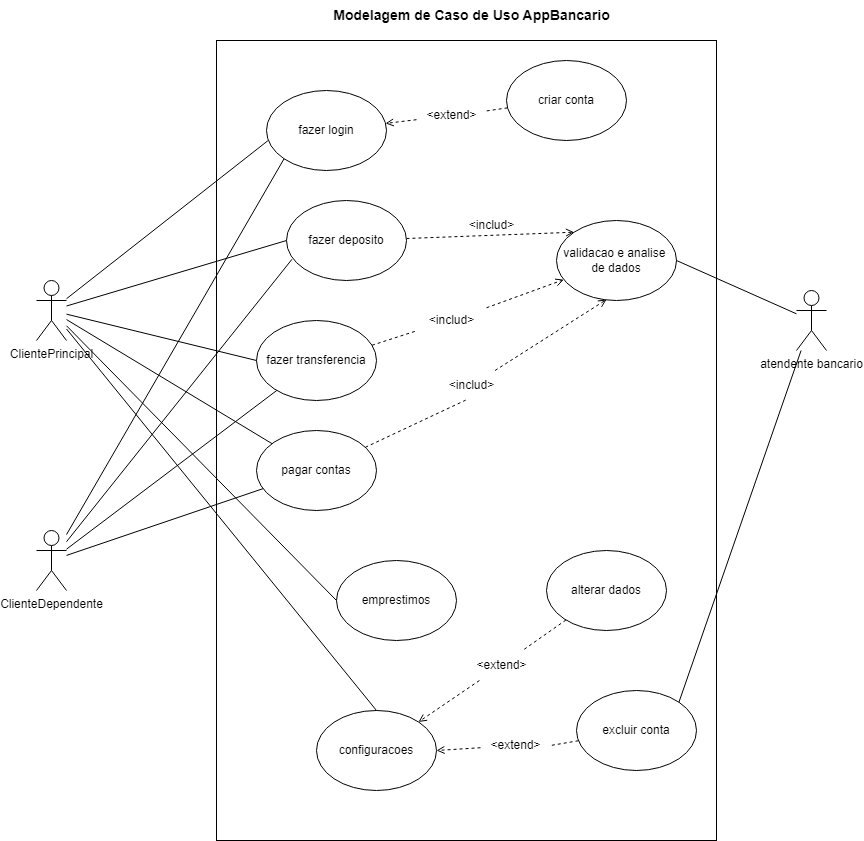 Modelagem de Caso de Uso AppBancario
criar conta
<extend>
fazer login
<includ>
fazer deposito
validacao e analise
de dados
<includ>
ClientePrincipal
fazer transferencia
atendente bancario
<includ>
pagar contas
alterar dados
emprestimos
ClienteDependente
<extend>
excluir conta
<extend>
configuracoes